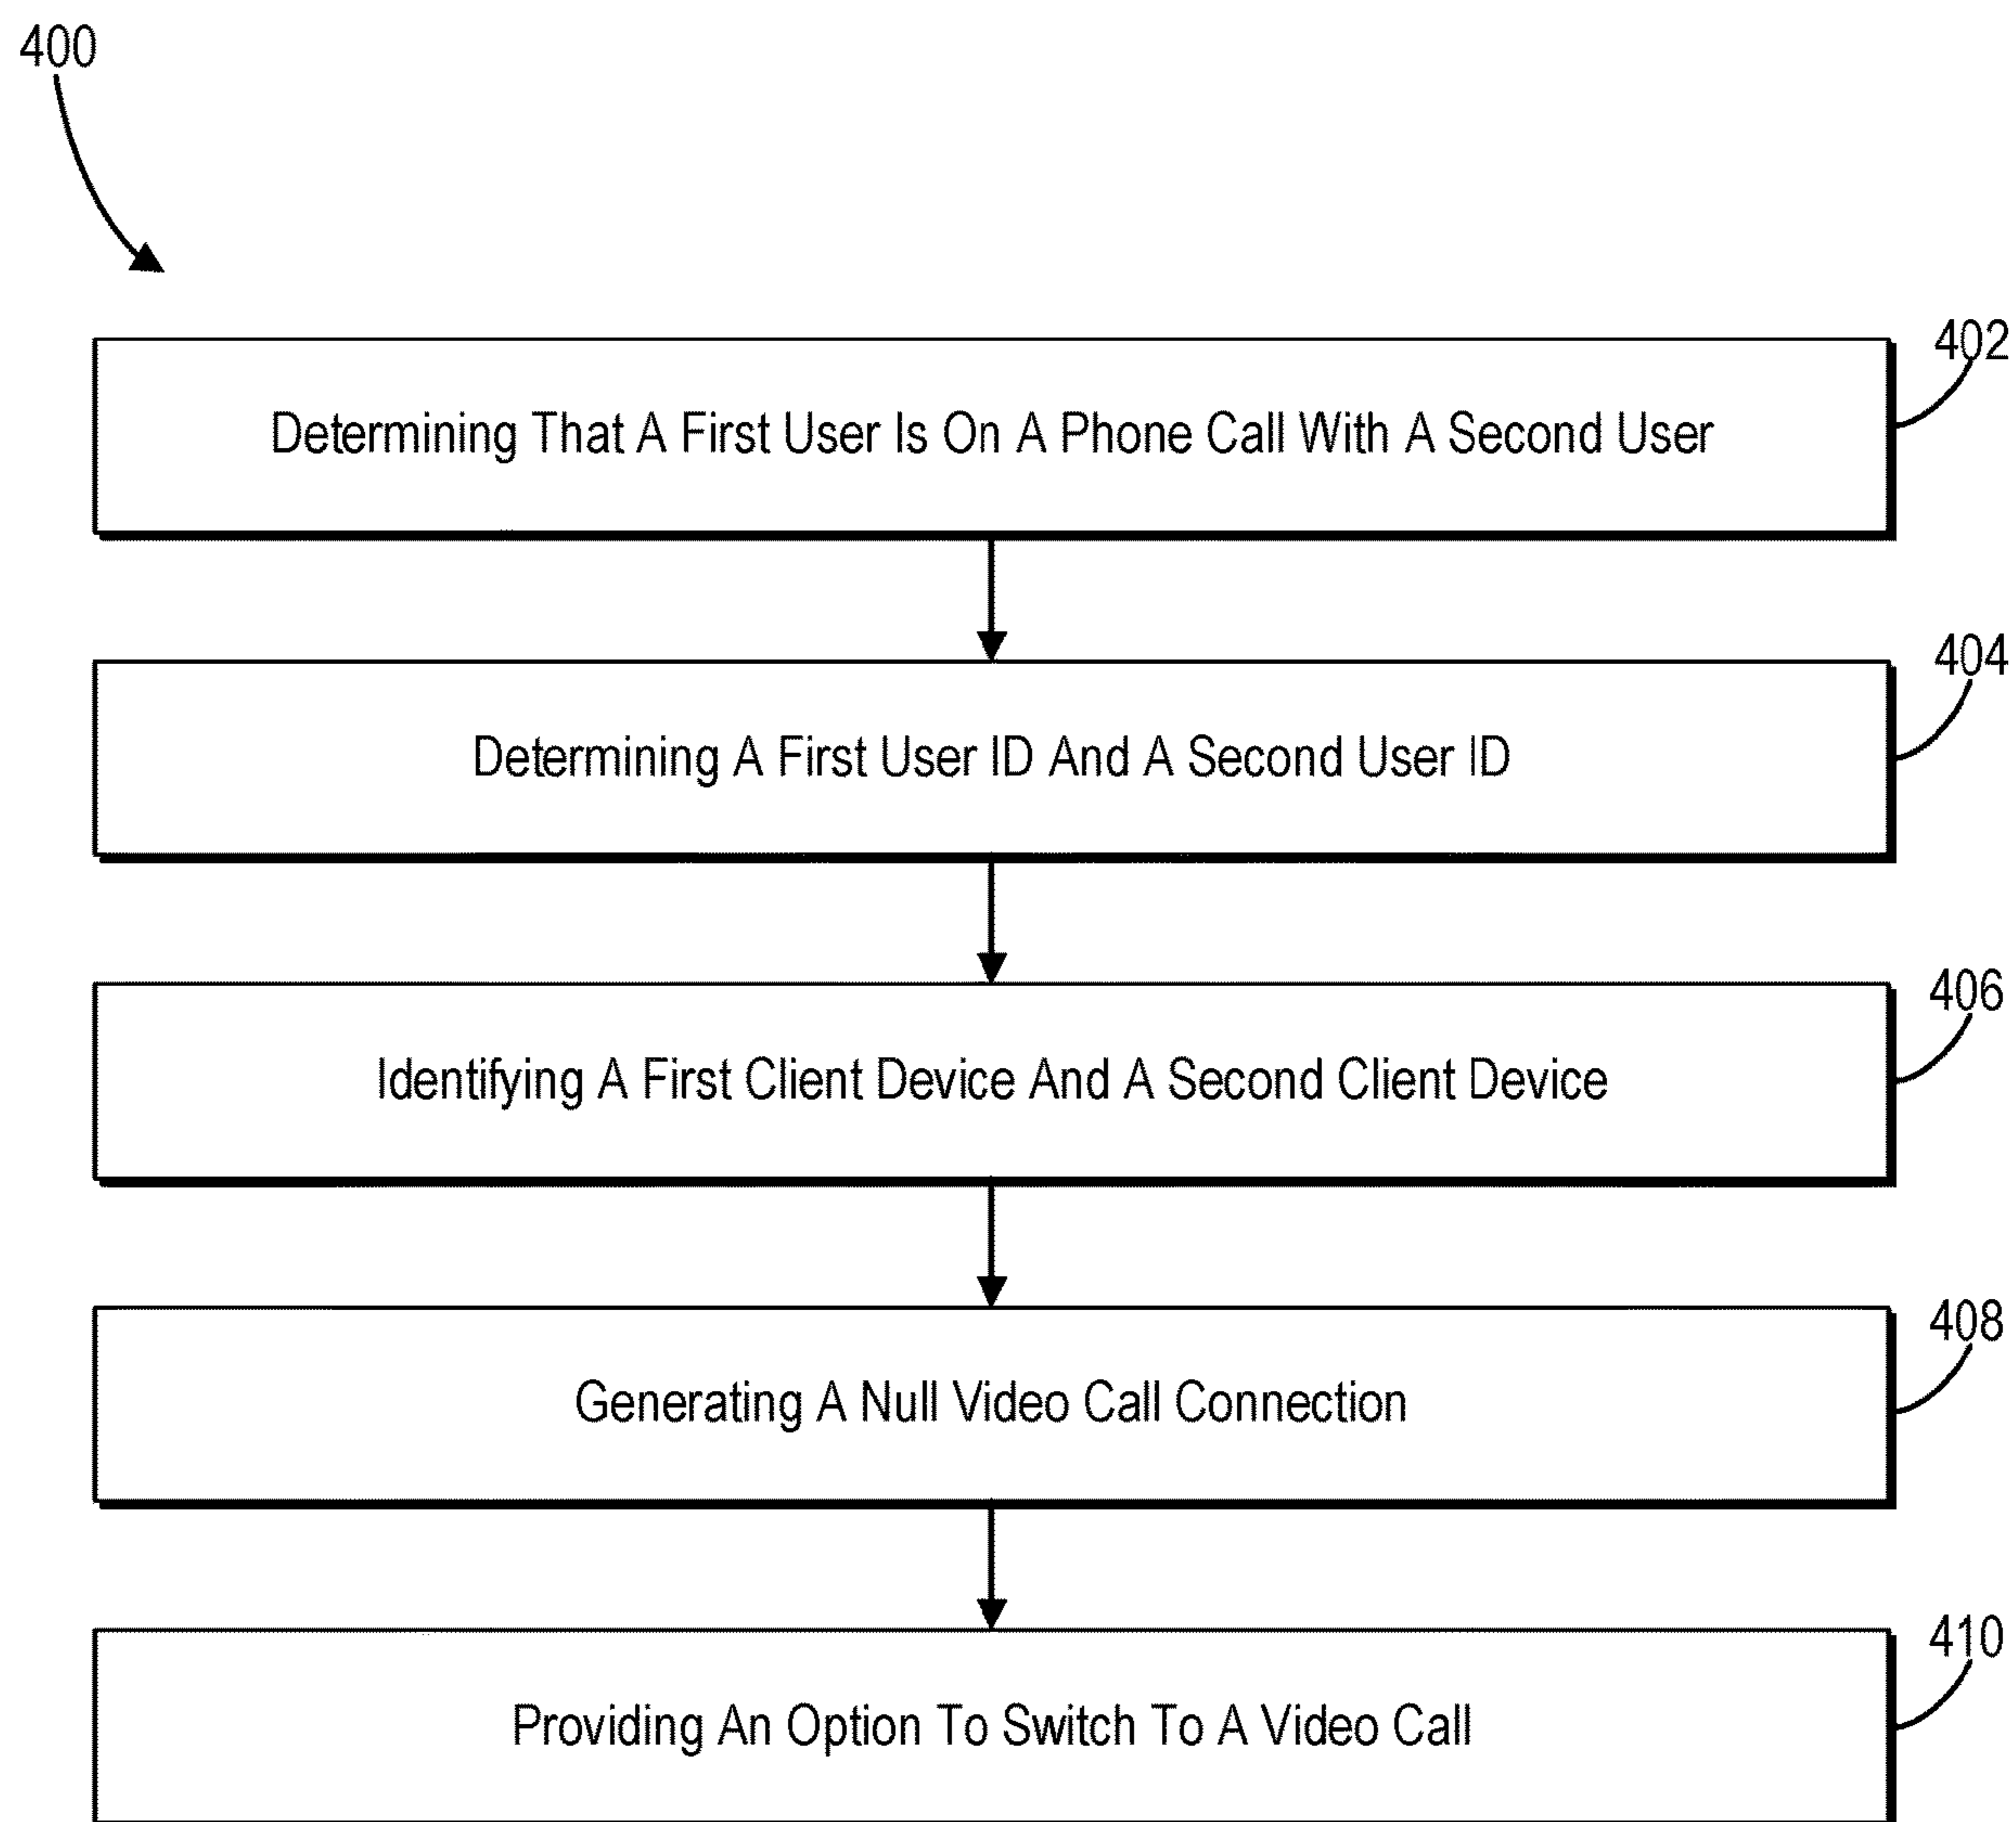 400
402
Determining That A First User Is On A Phone Call With A Second User
404
Determining A First User ID And A Second User ID
406
Identifying A First Client Device And A Second Client Device
408
Generating A Null Video Call Connection
410
Providing An Option To Switch To A Video Call